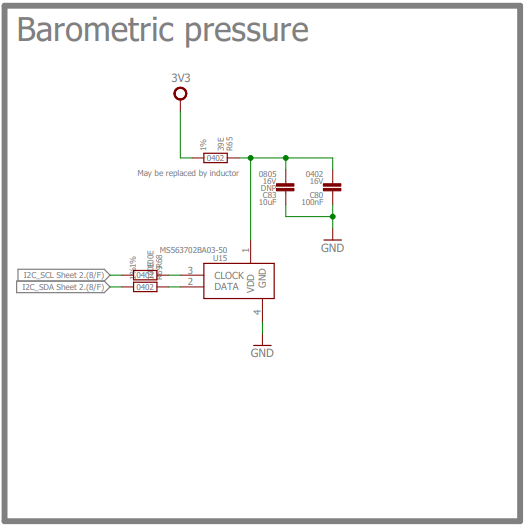 Barometric pressure
3V3
1%
39E
R65
0402
May be replaced by inductor
0805
16V
DNP
C83
10uF
0402
16V
C80
100nF
GND
MS563702BA03-50
U15
1
I2C_SCL Sheet 2.(8/F)
I2C_SDA Sheet 2.(8/F)
1%
R68
0402
0402
3
2
CLOCK
DATA
VDD
GND
4
GND